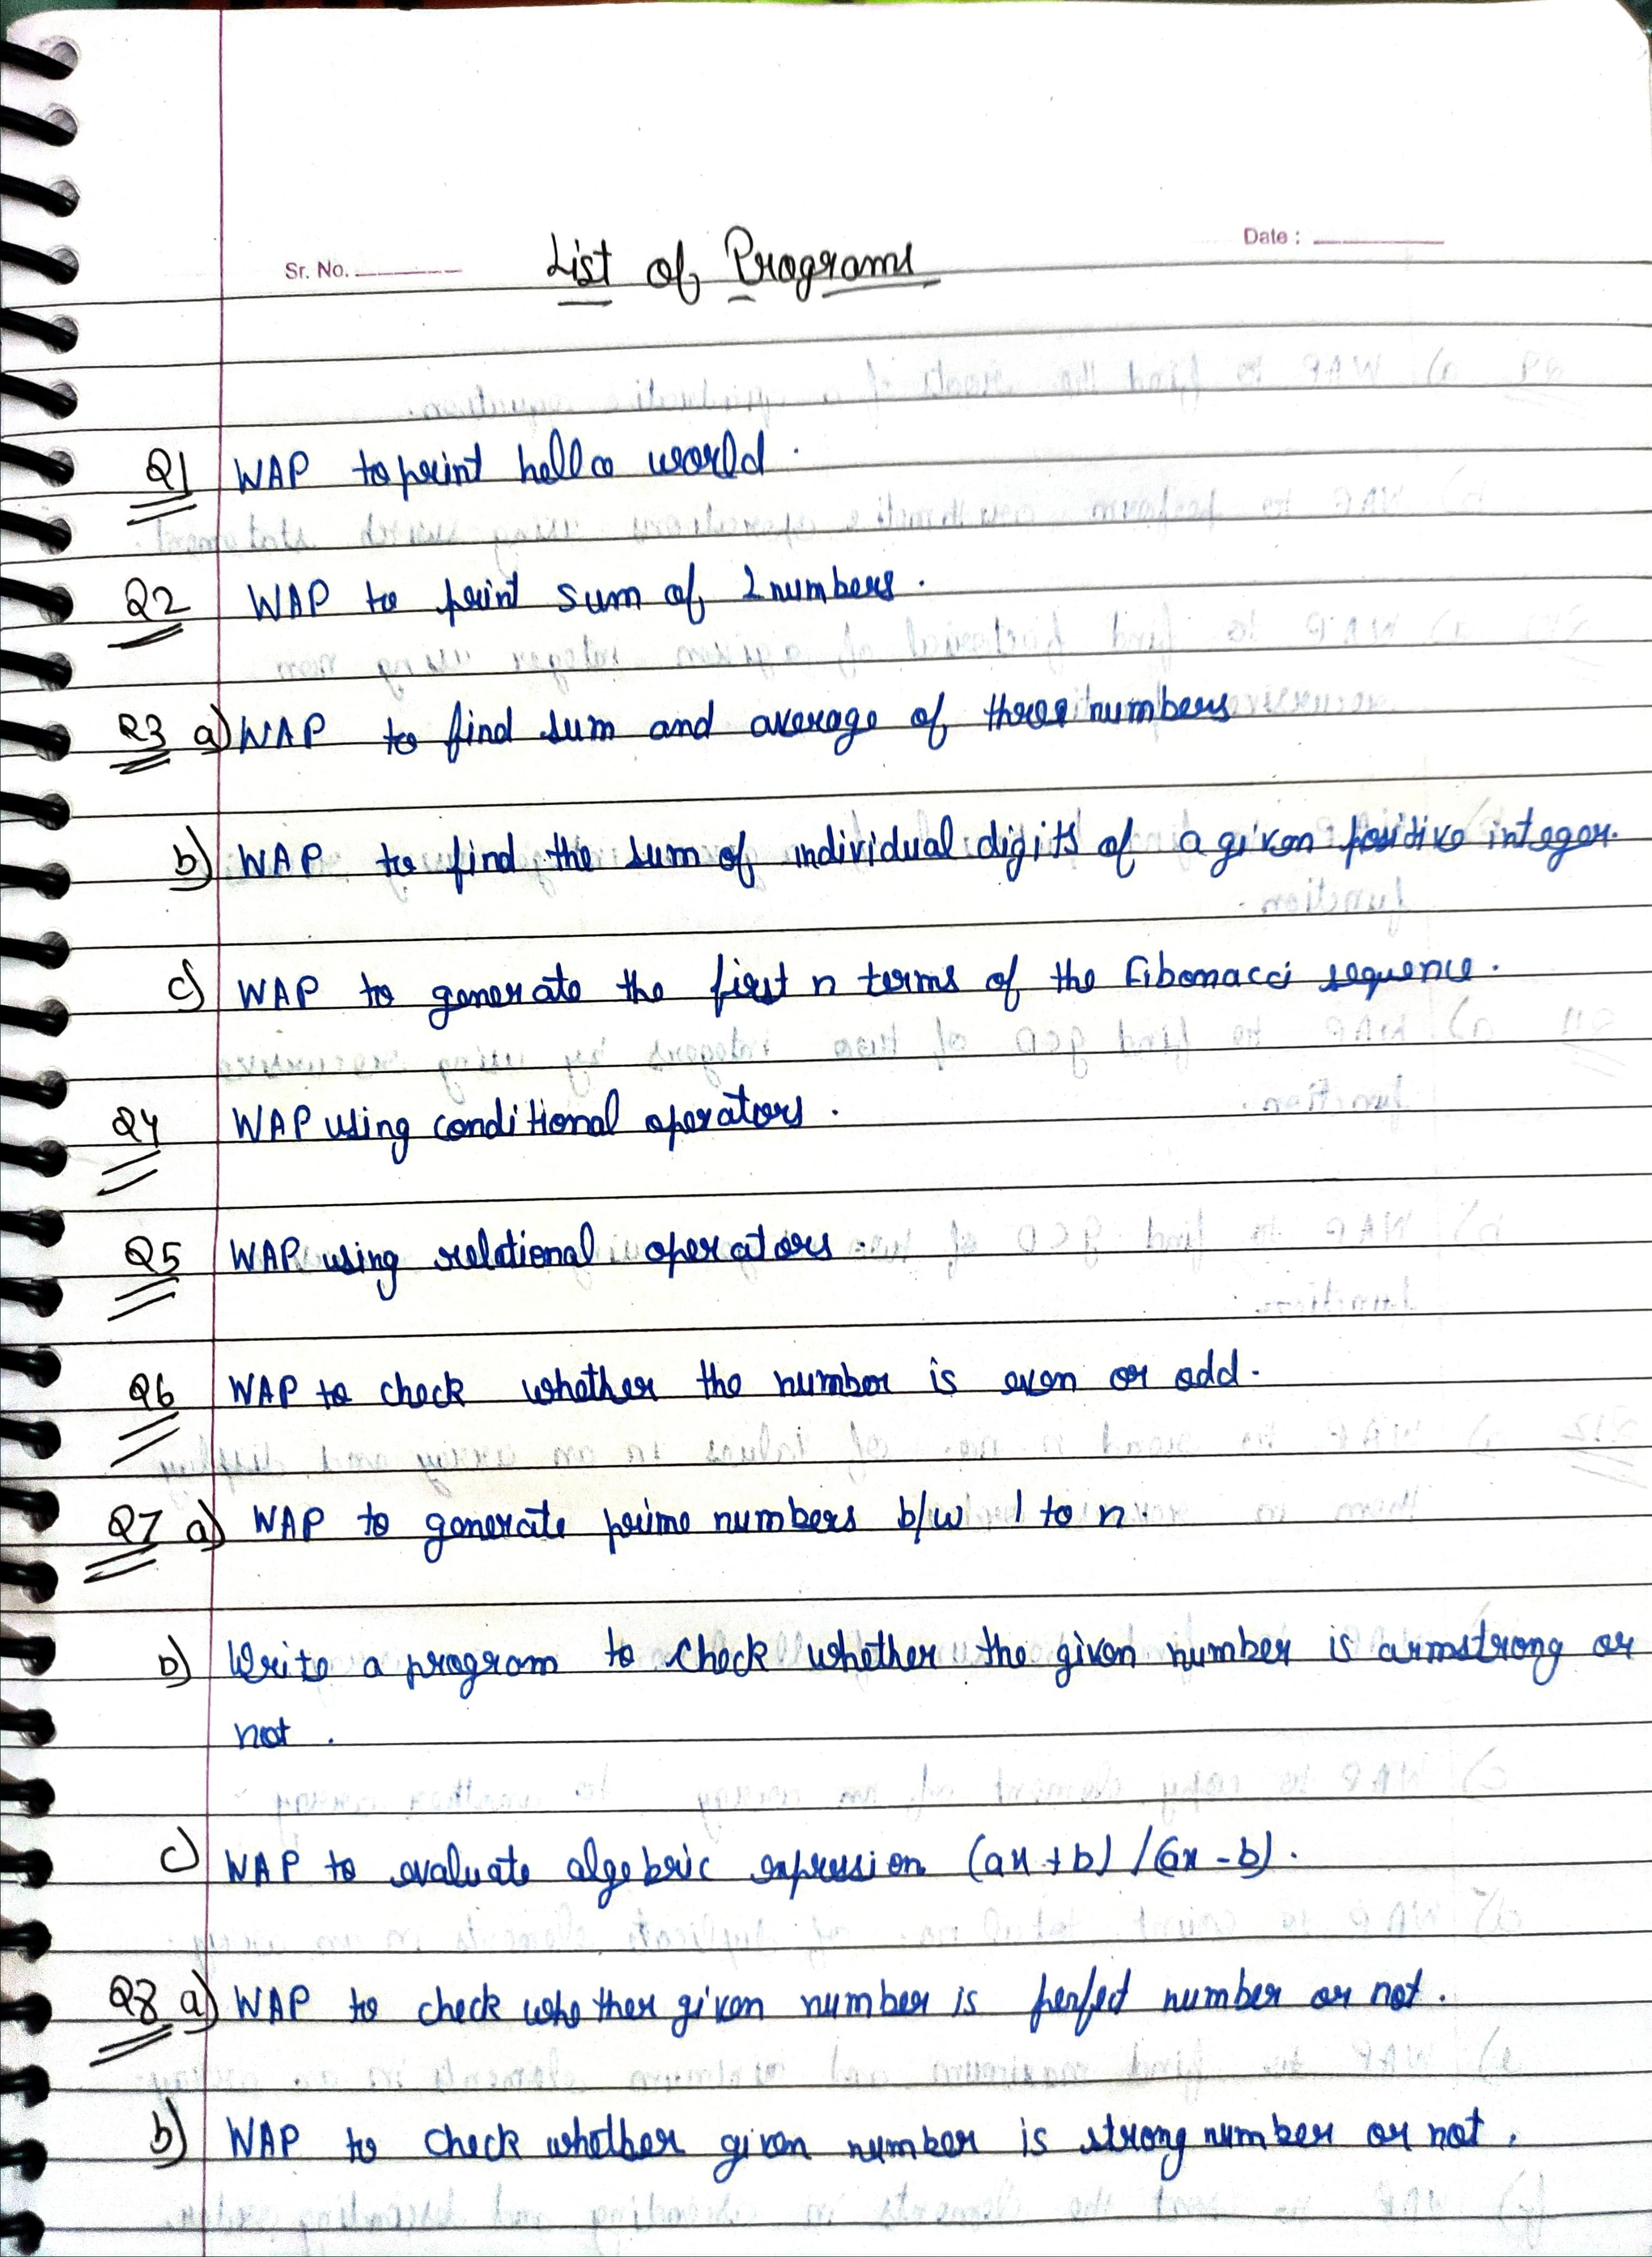 Sr. No. List of Programs Date :
Q1 WAP to print hello world.
Q2 WAP to print sum of 2 numbers.
Q3 a) WAP to find sum and average of three numbers
b) WAP to find the sum of individual digits of a given positive integer.
c) WAP to generate the first n terms of the Fibonacci sequence.
Q4 WAP using conditional operators.
Q5 WAP using relational operators.
Q6 WAP to check whether the number is even or odd.
Q7 a) WAP to generate prime numbers b/w 1 to n.
b) Write a program to check whether the given number is armstrong or
not.
c) WAP to evaluate algebric expression (ax+b)/(ax-b).
Q8 a) WAP to check whether given number is perfect number or not.
b) WAP to check whether given number is strong number or not.